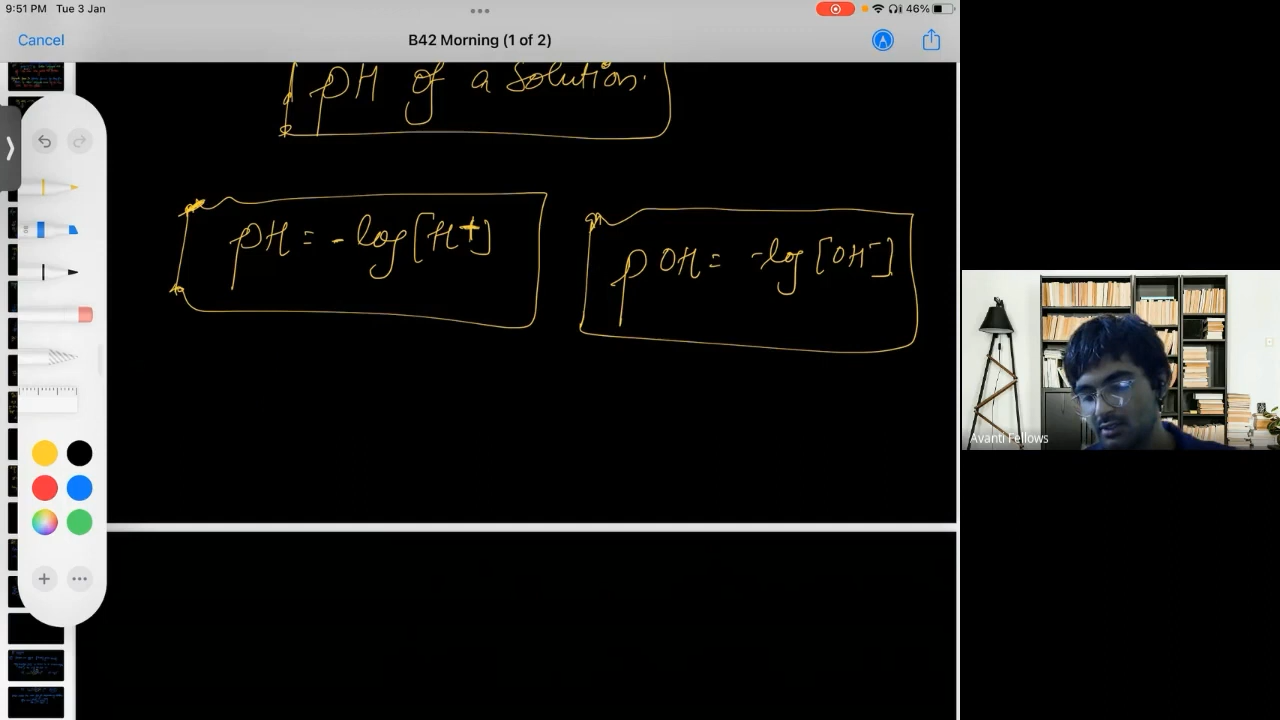 9:51 PM Tue 3 Jan
46%
Cancel
B42 Morning (1 of 2)
pH of a solution.
pH = -log[H+]
pOH = -log[OH-]
Avanti Fellows